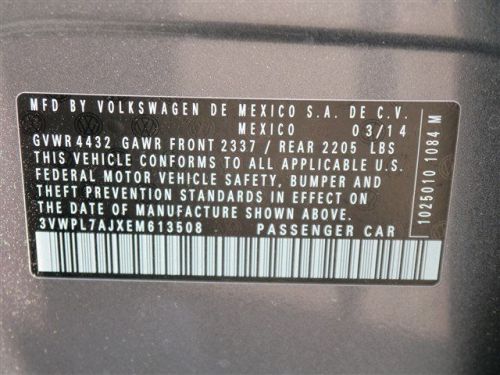 MFD BY VOLKSWAGEN DE MEXICO S.A. DE C.V.
MEXICO 03/14
GVWR 4432 GAWR FRONT 2337 / REAR 2205 LBS
THIS VEHICLE CONFORMS TO ALL APPLICABLE U.S.
FEDERAL MOTOR VEHICLE SAFETY, BUMPER AND
THEFT PREVENTION STANDARDS IN EFFECT ON
THE DATE OF MANUFACTURE SHOWN ABOVE.
3VWPL7AJXEM613508 PASSENGER CAR
1025010 1084 M